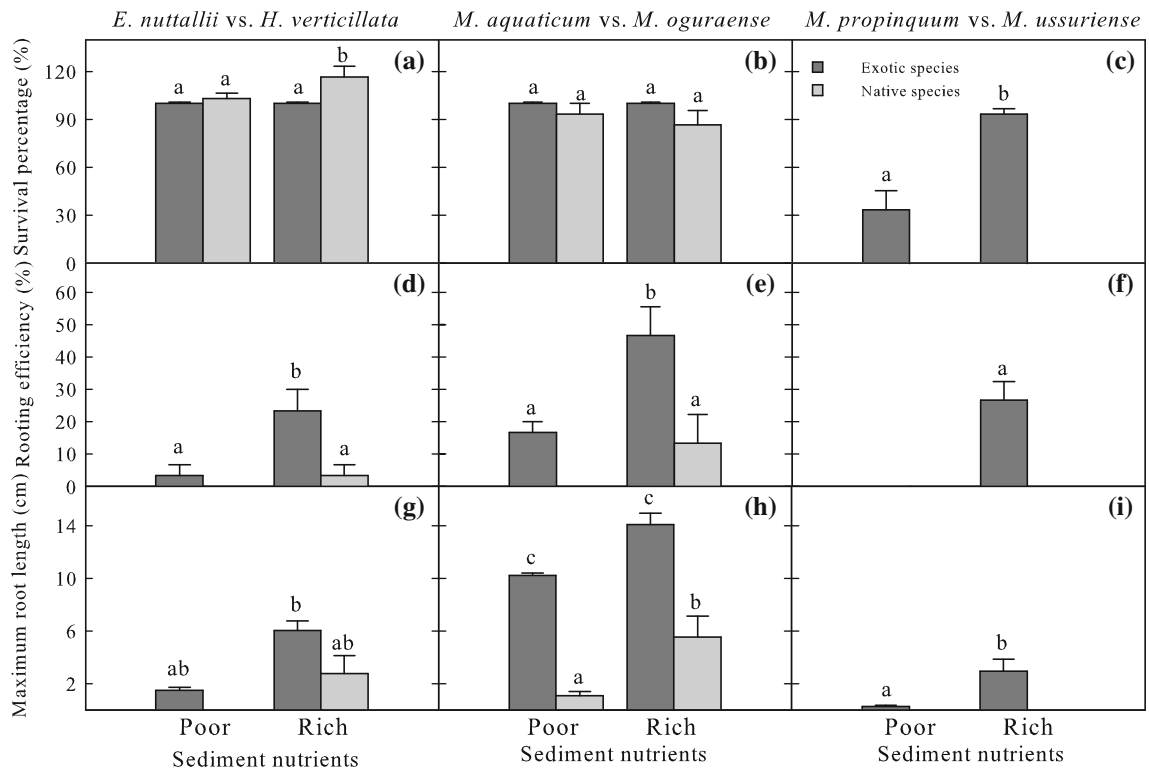 E. nuttallii vs. H. verticillata
M. aquaticum vs. M. oguraense
M. propinquum vs. M. ussuriense
Survival percentage (%)
120
90
60
30
0
a
a
a
b
(a)
a
a
a
a
(b)
Exotic species
Native species
a
b
(c)
Rooting efficiency (%)
60
50
40
30
20
10
0
a
b
a
(d)
a
b
a
(e)
a
(f)
Maximum root length (cm)
14
10
6
2
ab
b
ab
(g)
c
a
c
b
(h)
a
b
(i)
Poor Rich
Poor Rich
Poor Rich
Sediment nutrients
Sediment nutrients
Sediment nutrients